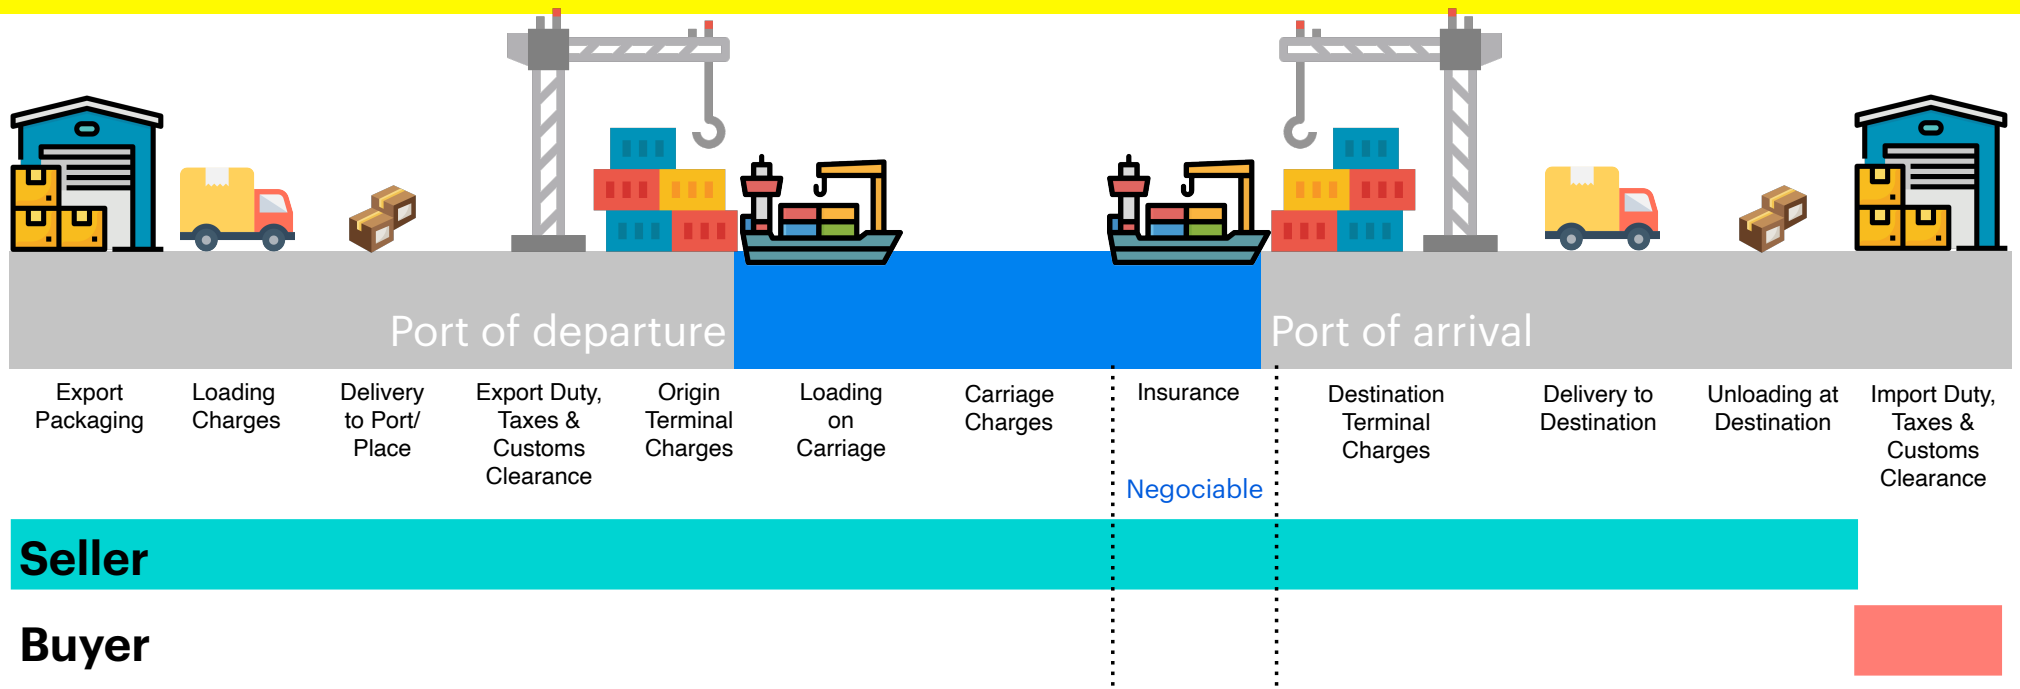 Port of departure
Port of arrival
Export
Packaging
Loading
Charges
Delivery
to Port/
Place
Export Duty,
Taxes &
Customs
Clearance
Origin
Terminal
Charges
Loading
on
Carriage
Carriage
Charges
Insurance
Negociable
Destination
Terminal
Charges
Delivery to
Destination
Unloading at
Destination
Import Duty,
Taxes &
Customs
Clearance
Seller
Buyer